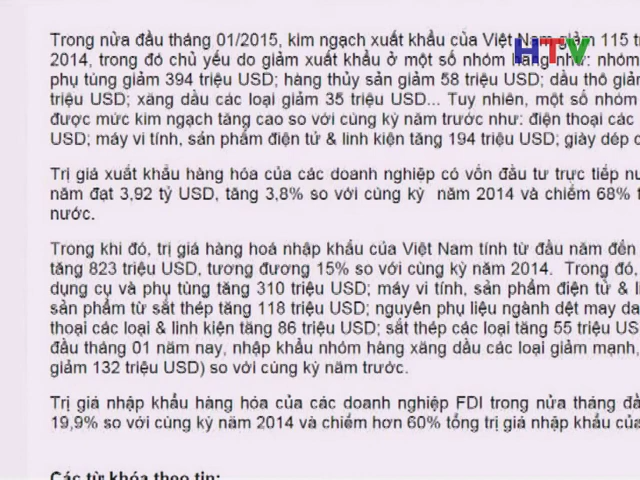 HTV
Trong nửa đầu tháng 01/2015, kim ngạch xuất khẩu của Việt Nam giảm 115 tr
2014, trong đó chủ yếu do giảm xuất khẩu ở một số nhóm hàng như: nhóm
phụ tùng giảm 394 triệu USD; hàng thủy sản giảm 58 triệu USD; dầu thô giảm
triệu USD; xăng dầu các loại giảm 35 triệu USD... Tuy nhiên, một số nhóm
được mức kim ngạch tăng cao so với cùng kỳ năm trước như: điện thoại các
USD; máy vi tính, sản phẩm điện tử & linh kiện tăng 194 triệu USD; giày dép
Trị giá xuất khẩu hàng hóa của các doanh nghiệp có vốn đầu tư trực tiếp
năm đạt 3,92 tỷ USD, tăng 3,8% so với cùng kỳ năm 2014 và chiếm 68%
nước.
Trong khi đó, trị giá hàng hoá nhập khẩu của Việt Nam tính từ đầu năm đến
tăng 823 triệu USD, tương đương 15% so với cùng kỳ năm 2014. Trong đó,
dụng cụ và phụ tùng tăng 310 triệu USD; máy vi tính, sản phẩm điện tử &
sản phẩm từ sắt thép tăng 118 triệu USD; nguyên phụ liệu ngành dệt may da
thoại các loại & linh kiện tăng 86 triệu USD; sắt thép các loại tăng 55 triệu
đầu tháng 01 năm nay, nhập khẩu nhóm hàng xăng dầu các loại giảm mạnh,
giảm 132 triệu USD) so với cùng kỳ năm trước.
Trị giá nhập khẩu hàng hóa của các doanh nghiệp FDI trong nửa tháng
19,9% so với cùng kỳ năm 2014 và chiếm hơn 60% tổng trị giá nhập khẩu của
Các từ khóa theo tin: